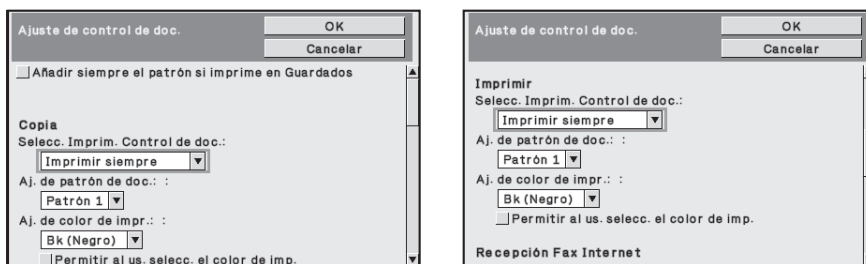 Ajuste de control de doc.
OK
Cancelar
Añadir siempre el patrón si imprime en Guardados
Copia
Selecc. Imprim. Control de doc.:
Imprimir siempre
Aj. de patrón de doc.: :
Patrón 1
Aj. de color de impr.: :
Bk (Negro)
Permitir al us. selecc. el color de imp.
Ajuste de control de doc.
OK
Cancelar
Imprimir
Selecc. Imprim. Control de doc.:
Imprimir siempre
Aj. de patrón de doc.: :
Patrón 1
Aj. de color de impr.: :
Bk (Negro)
Permitir al us. selecc. el color de imp.
Recepción Fax Internet